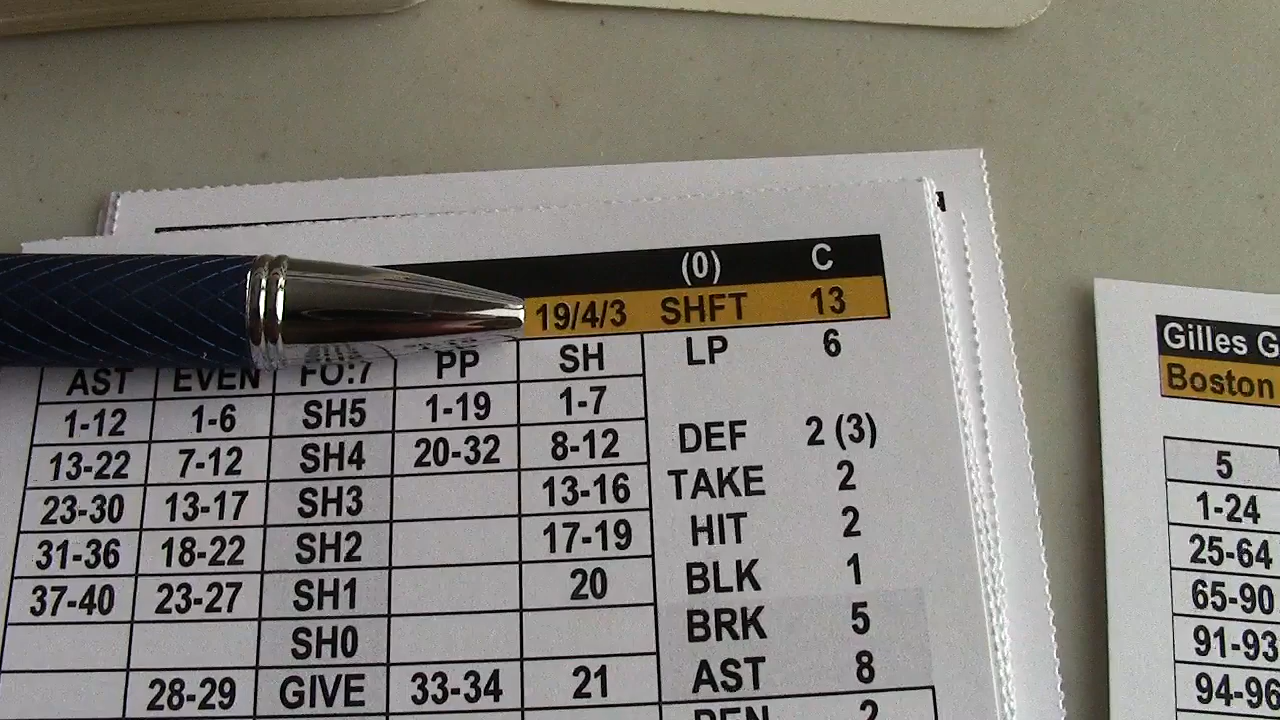 (0) C
19/4/3 SHFT 13
AST EVEN FO:7 PP SH LP 6
1-12 1-6 SH5 1-19 1-7
13-22 7-12 SH4 20-32 8-12 DEF 2 (3)
23-30 13-17 SH3 13-16 TAKE 2
31-36 18-22 SH2 17-19 HIT 2
37-40 23-27 SH1 20 BLK 1
SH0 BRK 5
28-29 GIVE 33-34 21 AST 8
PEN 2
Gilles G
Boston
5
1-24
25-64
65-90
91-93
94-96